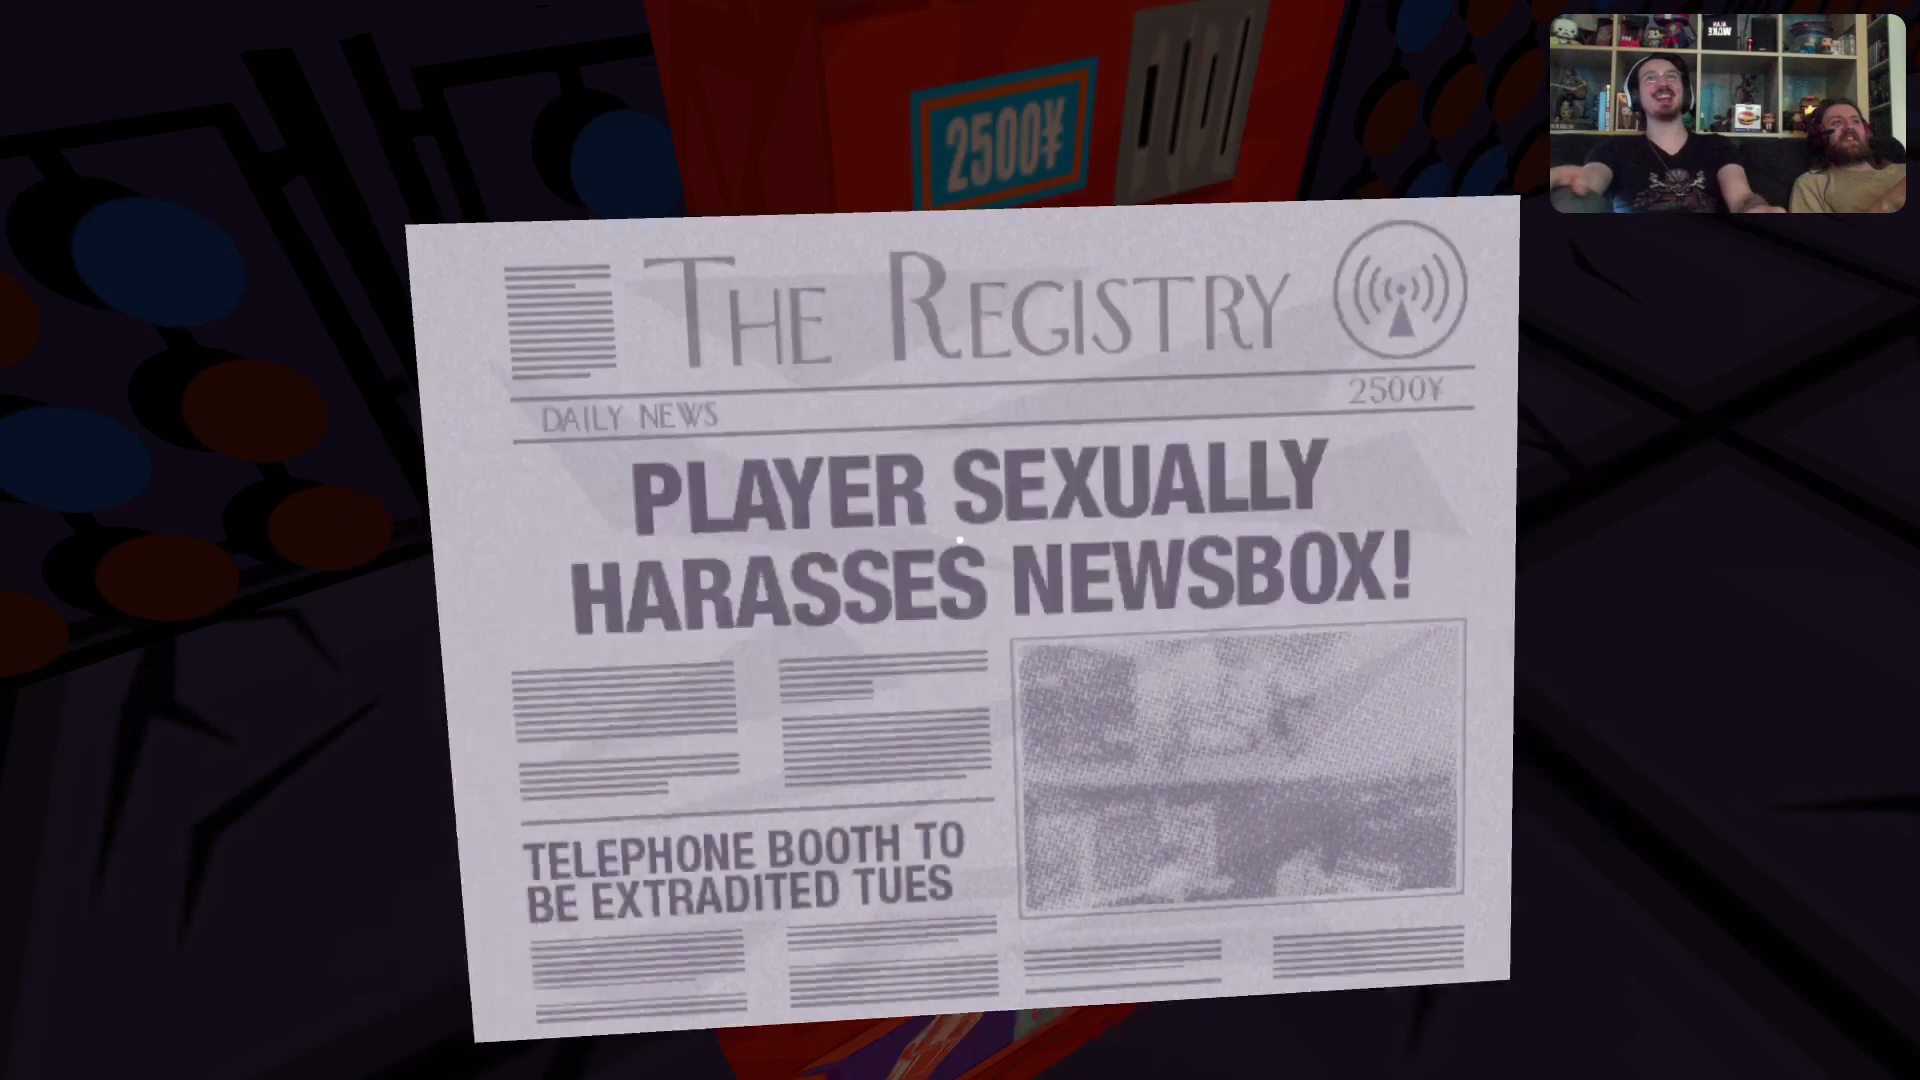 2500¥
THE REGISTRY
DAILY NEWS
2500¥
PLAYER SEXUALLY
HARASSES NEWSBOX!
TELEPHONE BOOTH TO
BE EXTRADITED TUES